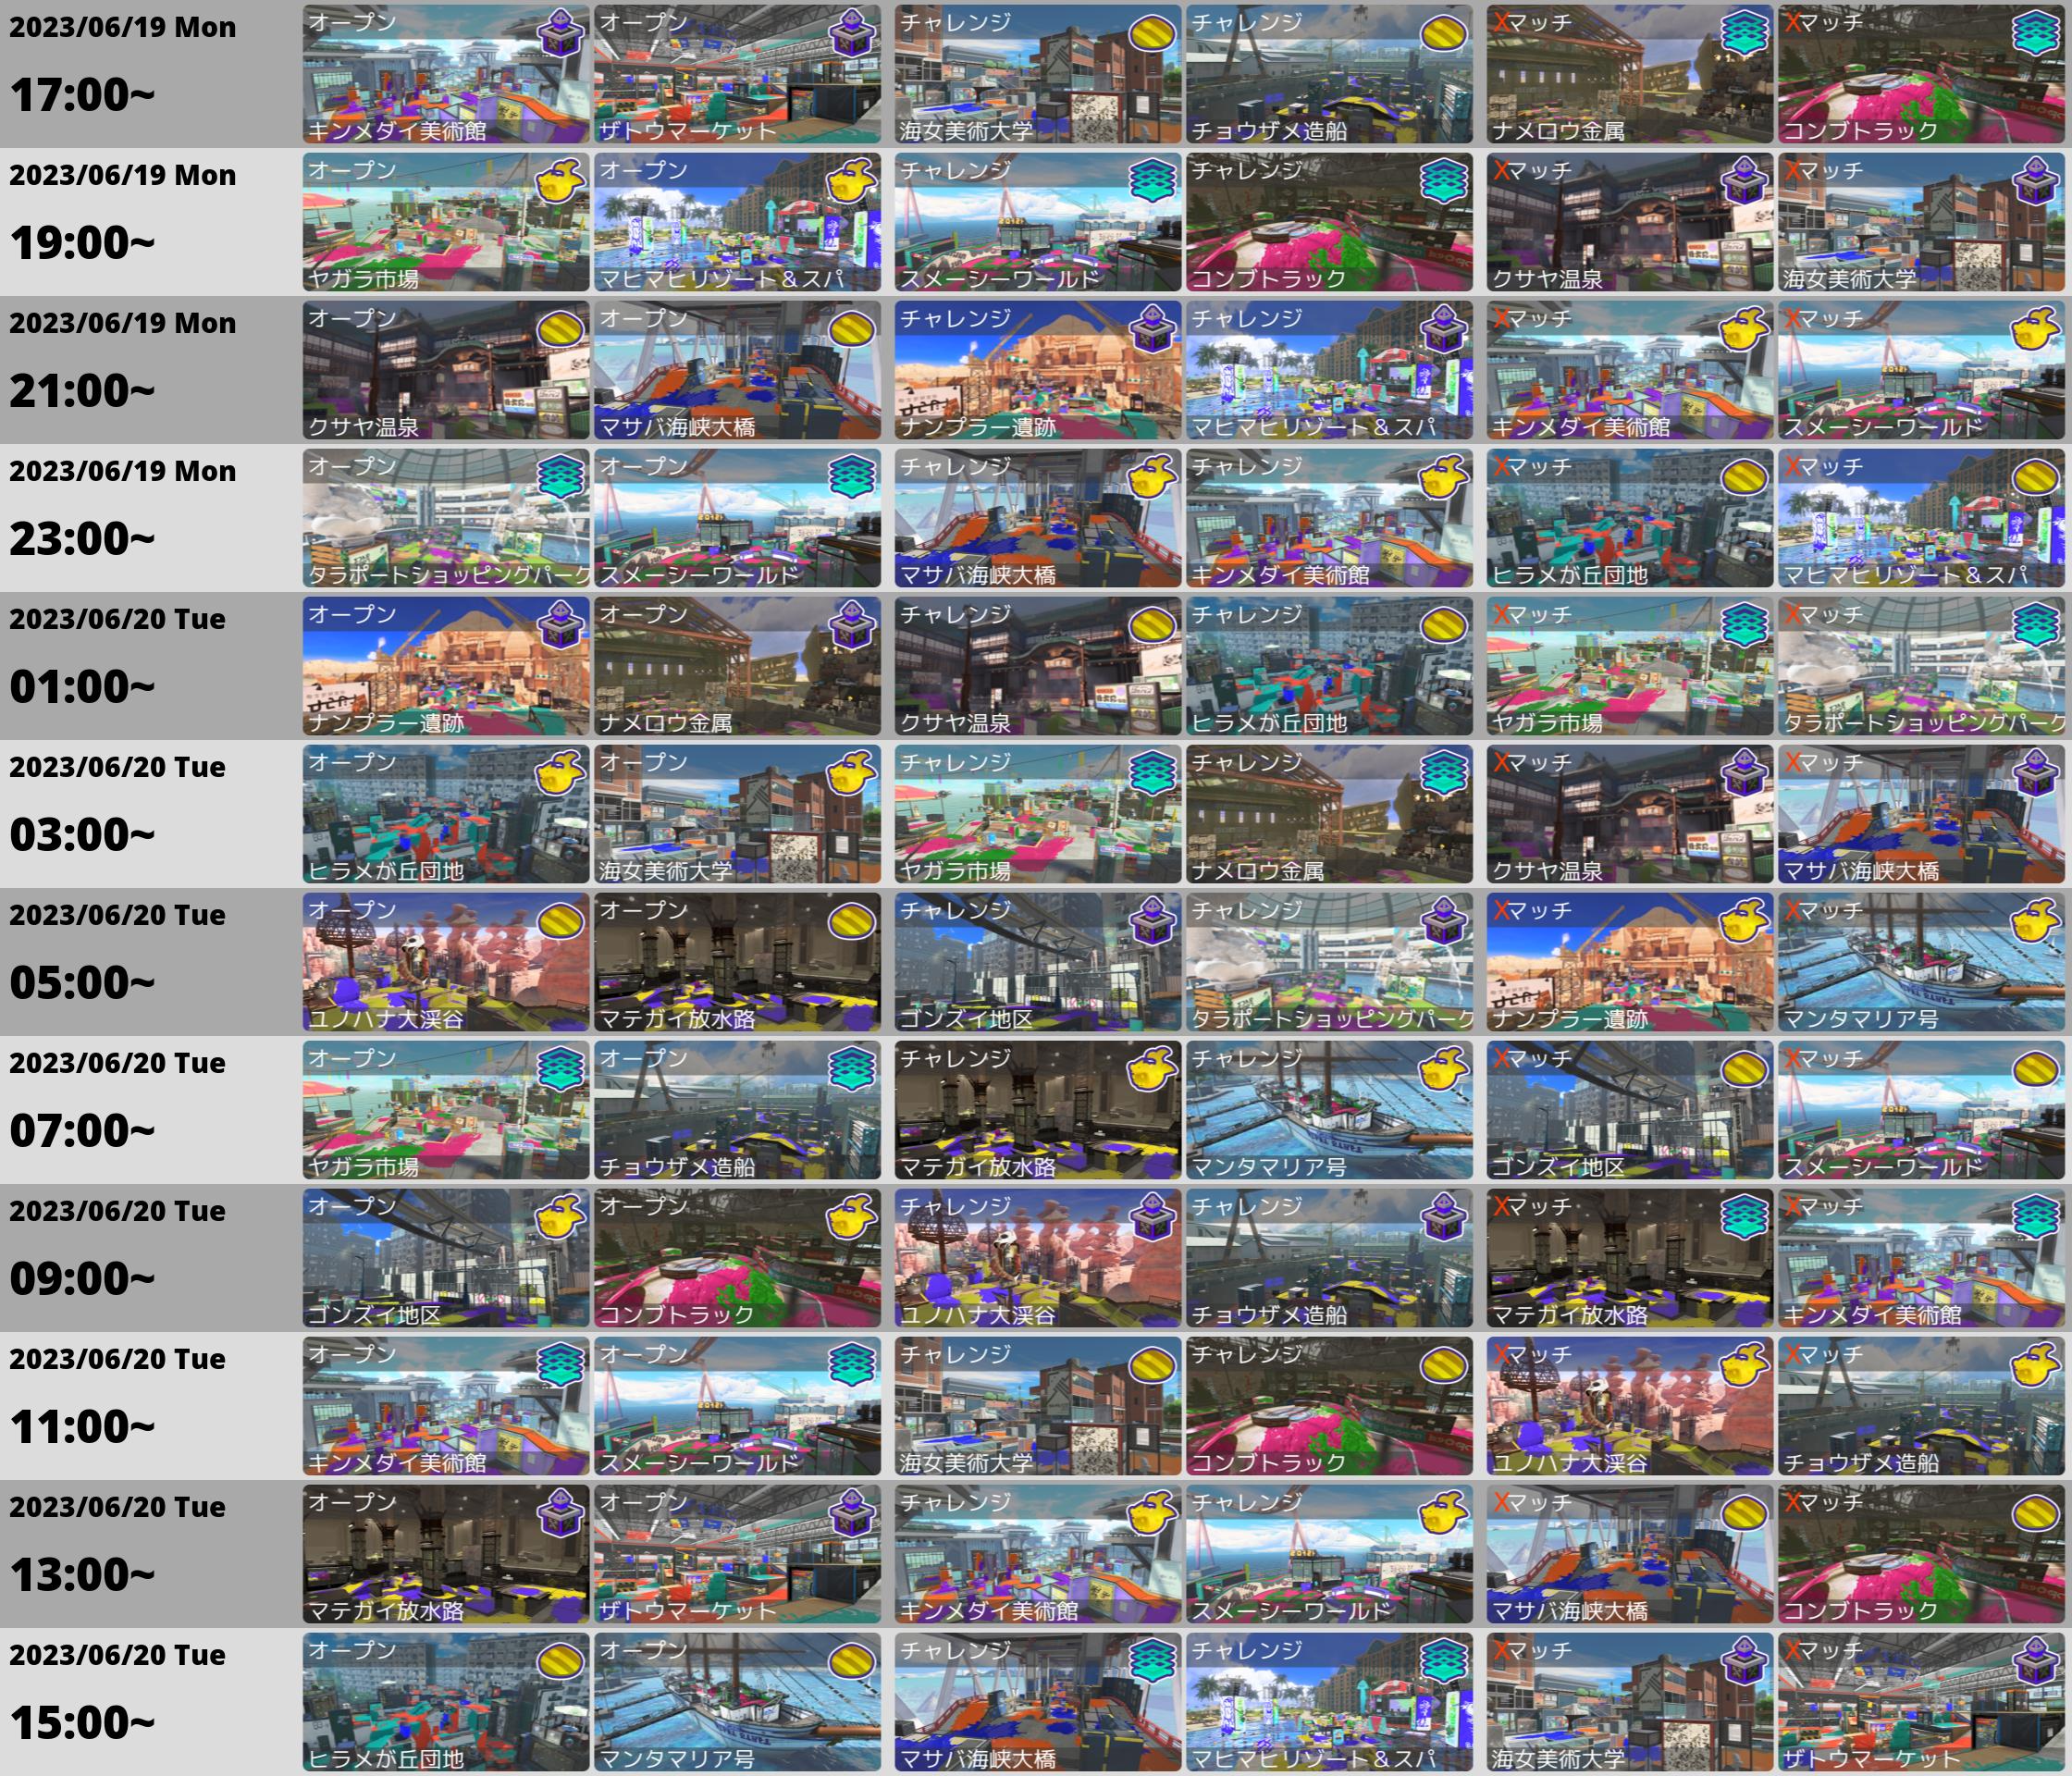 2023/06/19 Mon
17:00~
オープン オープン チャレンジ チャレンジ Xマッチ Xマッチ
キンメダイ美術館 ザトウマーケット 海女美術大学 チョウザメ造船 ナメロウ金属 コンブトラック
2023/06/19 Mon
19:00~
オープン オープン チャレンジ チャレンジ Xマッチ Xマッチ
ヤガラ市場 マヒマヒリゾート&スパ スメーシーワールド コンブトラック クサヤ温泉 海女美術大学
2023/06/19 Mon
21:00~
オープン オープン チャレンジ チャレンジ Xマッチ Xマッチ
クサヤ温泉 マサバ海峡大橋 ナンプラー遺跡 マヒマヒリゾート&スパ キンメダイ美術館 スメーシーワールド
2023/06/19 Mon
23:00~
オープン オープン チャレンジ チャレンジ Xマッチ Xマッチ
タラポートショッピングパーク スメーシーワールド マサバ海峡大橋 キンメダイ美術館 ヒラメが丘団地 マヒマヒリゾート&スパ
2023/06/20 Tue
01:00~
オープン オープン チャレンジ チャレンジ Xマッチ Xマッチ
ナンプラー遺跡 ナメロウ金属 クサヤ温泉 ヒラメが丘団地 ヤガラ市場 タラポートショッピングパーク
2023/06/20 Tue
03:00~
オープン オープン チャレンジ チャレンジ Xマッチ Xマッチ
ヒラメが丘団地 海女美術大学 ヤガラ市場 ナメロウ金属 クサヤ温泉 マサバ海峡大橋
2023/06/20 Tue
05:00~
オープン オープン チャレンジ チャレンジ Xマッチ Xマッチ
ユノハナ大渓谷 マテガイ放水路 ゴンズイ地区 タラポートショッピングパーク ナンプラー遺跡 マンタマリア号
2023/06/20 Tue
07:00~
オープン オープン チャレンジ チャレンジ Xマッチ Xマッチ
ヤガラ市場 チョウザメ造船 マテガイ放水路 マンタマリア号 ゴンズイ地区 スメーシーワールド
2023/06/20 Tue
09:00~
オープン オープン チャレンジ チャレンジ Xマッチ Xマッチ
ゴンズイ地区 コンブトラック ユノハナ大渓谷 チョウザメ造船 マテガイ放水路 キンメダイ美術館
2023/06/20 Tue
11:00~
オープン オープン チャレンジ チャレンジ Xマッチ Xマッチ
キンメダイ美術館 スメーシーワールド 海女美術大学 コンブトラック ユノハナ大渓谷 チョウザメ造船
2023/06/20 Tue
13:00~
オープン オープン チャレンジ チャレンジ Xマッチ Xマッチ
マテガイ放水路 ザトウマーケット キンメダイ美術館 スメーシーワールド マサバ海峡大橋 コンブトラック
2023/06/20 Tue
15:00~
オープン オープン チャレンジ チャレンジ Xマッチ Xマッチ
ヒラメが丘団地 マンタマリア号 マサバ海峡大橋 マヒマヒリゾート&スパ 海女美術大学 ザトウマーケット